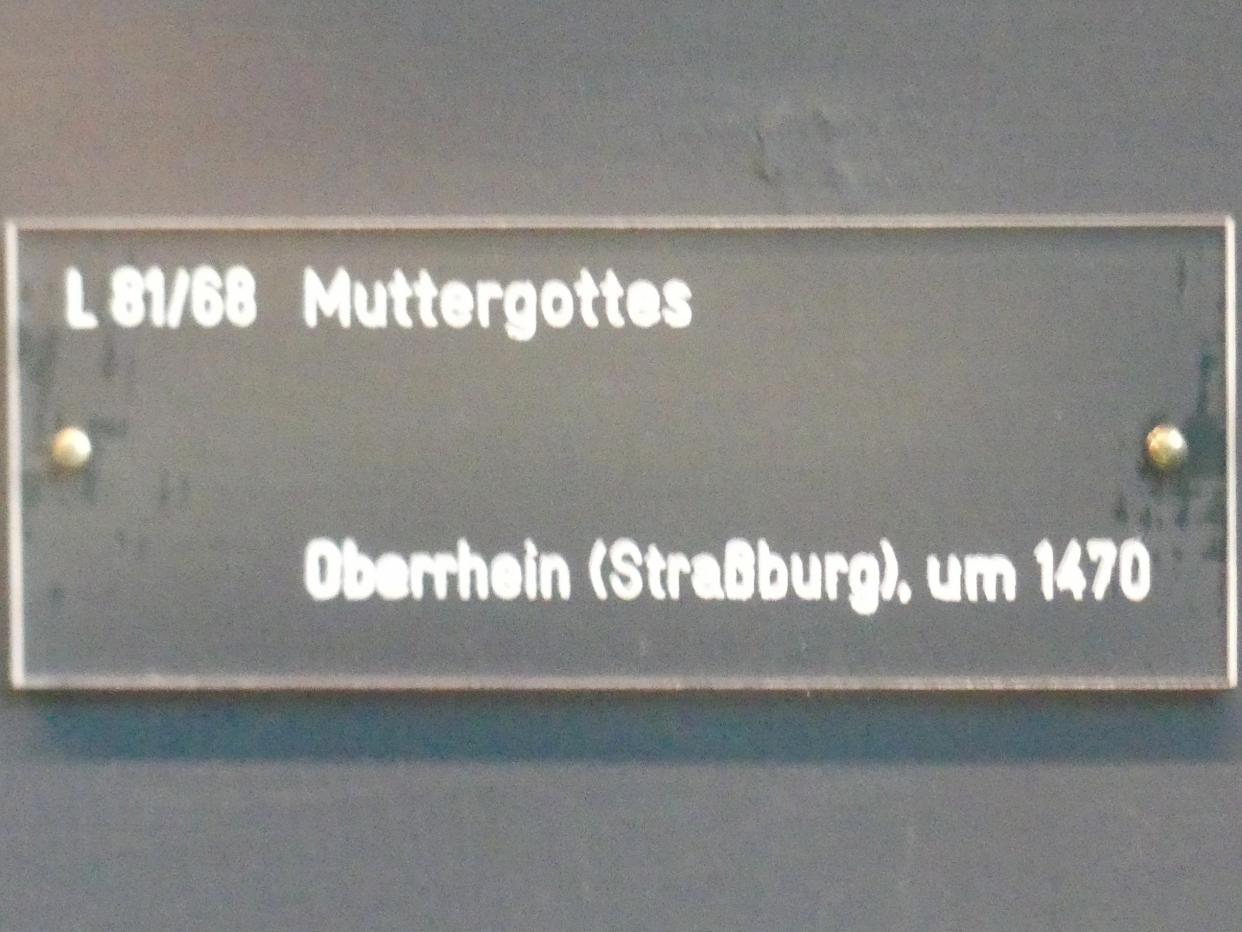 L 81/68 Muttergottes
Oberrhein (Straßburg), um 1470